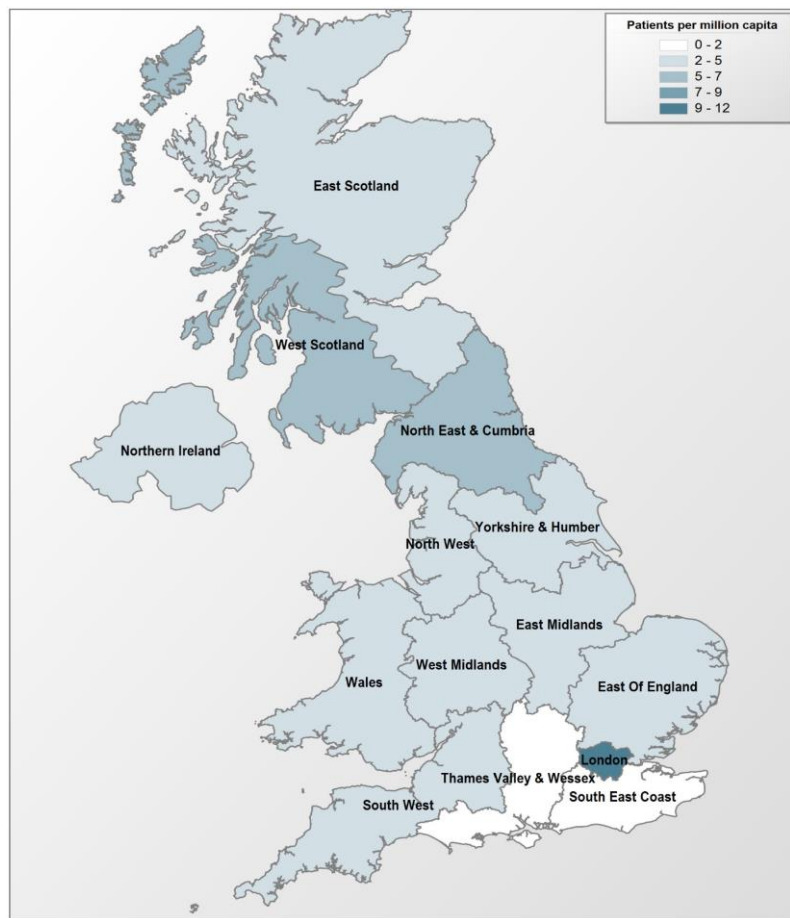 Patients per million capita
0 - 2
2 - 5
5 - 7
7 - 9
9 - 12
East Scotland
West Scotland
North East & Cumbria
Northern Ireland
Yorkshire & Humber
North West
East Midlands
West Midlands
Wales
East Of England
London
Thames Valley & Wessex
South East Coast
South West